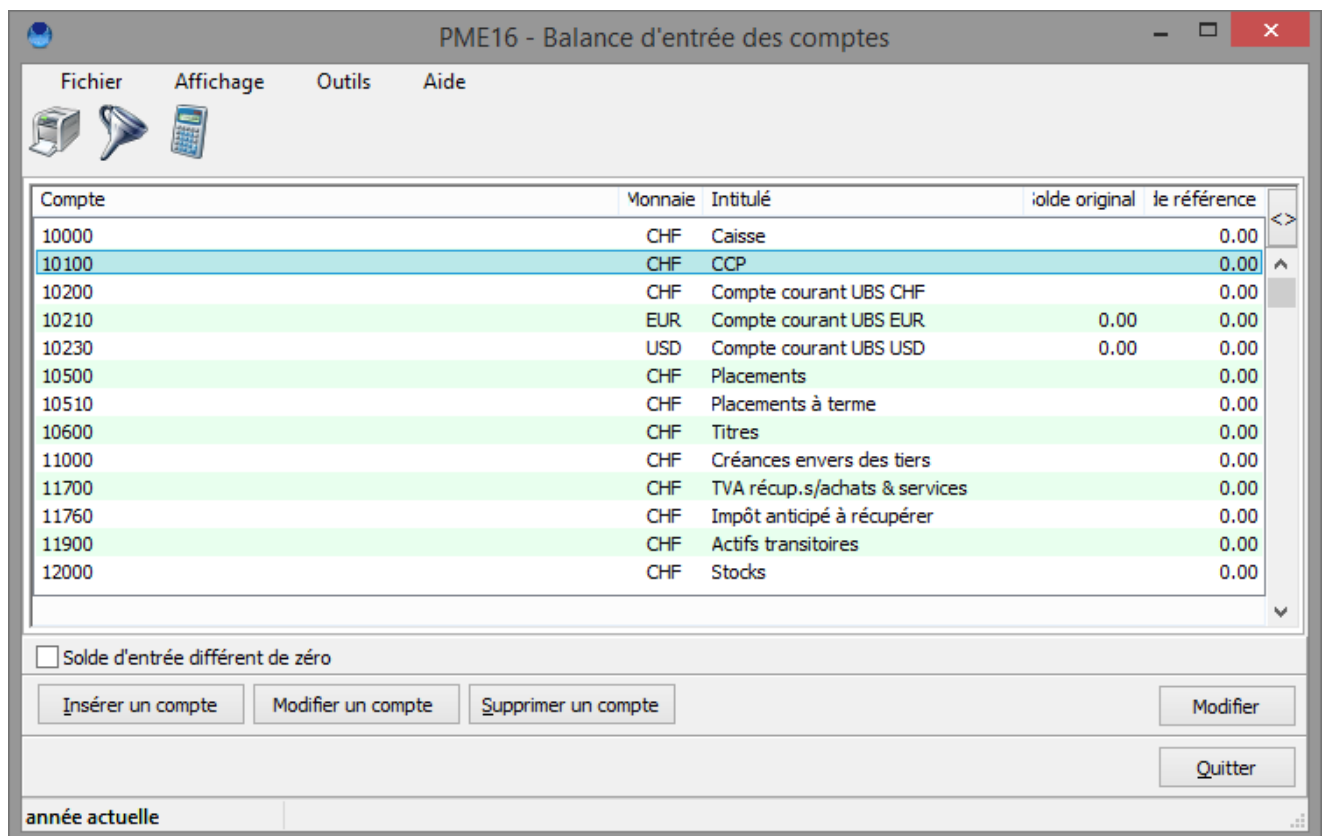 PME16 - Balance d'entrée des comptes
Fichier Affichage Outils Aide
Compte Monnaie Intitulé olde original de référence <>
10000 CHF Caisse 0.00
10100 CHF CCP 0.00
10200 CHF Compte courant UBS CHF 0.00
10210 EUR Compte courant UBS EUR 0.00 0.00
10230 USD Compte courant UBS USD 0.00 0.00
10500 CHF Placements 0.00
10510 CHF Placements à terme 0.00
10600 CHF Titres 0.00
11000 CHF Créances envers des tiers 0.00
11700 CHF TVA récup.s/achats & services 0.00
11760 CHF Impôt anticipé à récupérer 0.00
11900 CHF Actifs transitoires 0.00
12000 CHF Stocks 0.00
Solde d'entrée différent de zéro
Insérer un compte Modifier un compte Supprimer un compte Modifier
Quitter
année actuelle